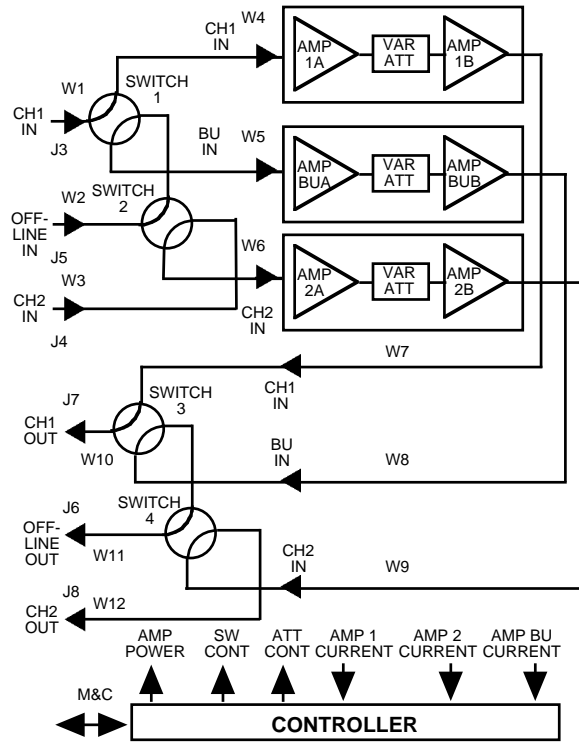 W4
CH1
IN
AMP
1A
VAR
ATT
AMP
1B
W1
SWITCH
1
CH1
IN
J3
BU
IN
W5
AMP
BUA
VAR
ATT
AMP
BUB
W2
SWITCH
2
OFF-
LINE
IN
J5
W6
AMP
2A
VAR
ATT
AMP
2B
W3
CH2
IN
J4
CH2
IN
W7
CH1
IN
J7
SWITCH
3
CH1
OUT
W10
BU
IN
W8
J6
SWITCH
4
OFF-
LINE
OUT
W11
CH2
IN
W9
J8
W12
CH2
OUT
AMP
POWER
SW
CONT
ATT
CONT
AMP 1
CURRENT
AMP 2
CURRENT
AMP BU
CURRENT
M&C
CONTROLLER